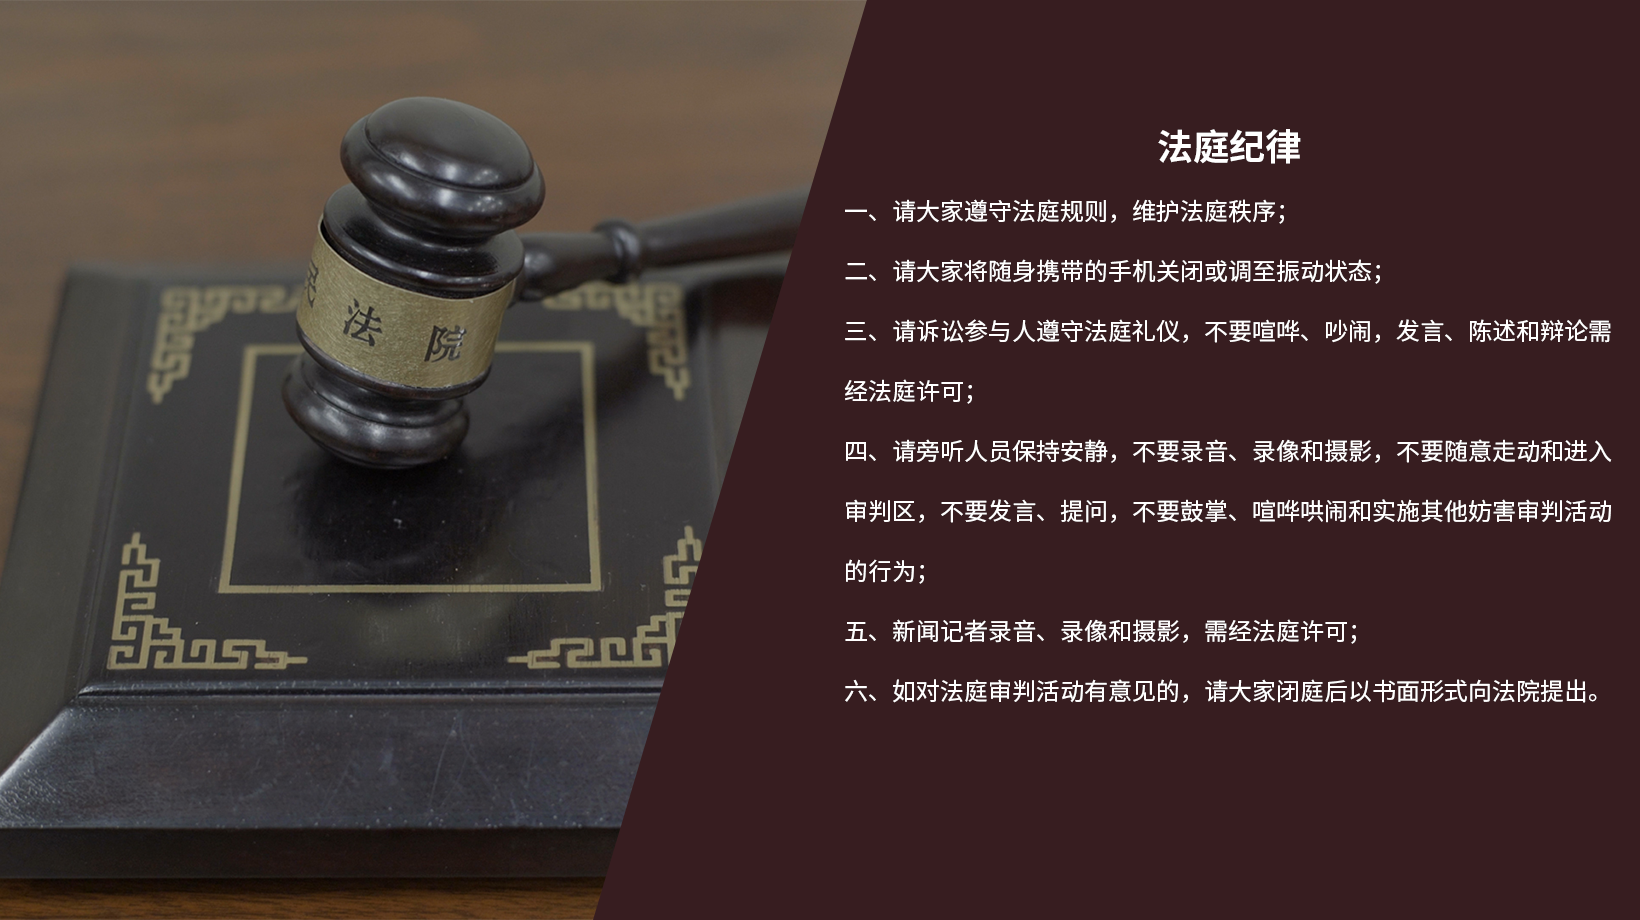 法院
法庭纪律
一、请大家遵守法庭规则，维护法庭秩序；
二、请大家将随身携带的手机关闭或调至振动状态；
三、请诉讼参与人遵守法庭礼仪，不要喧哗、吵闹，发言、陈述和辩论需
经法庭许可；
四、请旁听人员保持安静，不要录音、录像和摄影，不要随意走动和进入
审判区，不要发言、提问，不要鼓掌、喧哗哄闹和实施其他妨害审判活动
的行为；
五、新闻记者录音、录像和摄影，需经法庭许可；
六、如对法庭审判活动有意见的，请大家闭庭后以书面形式向法院提出。